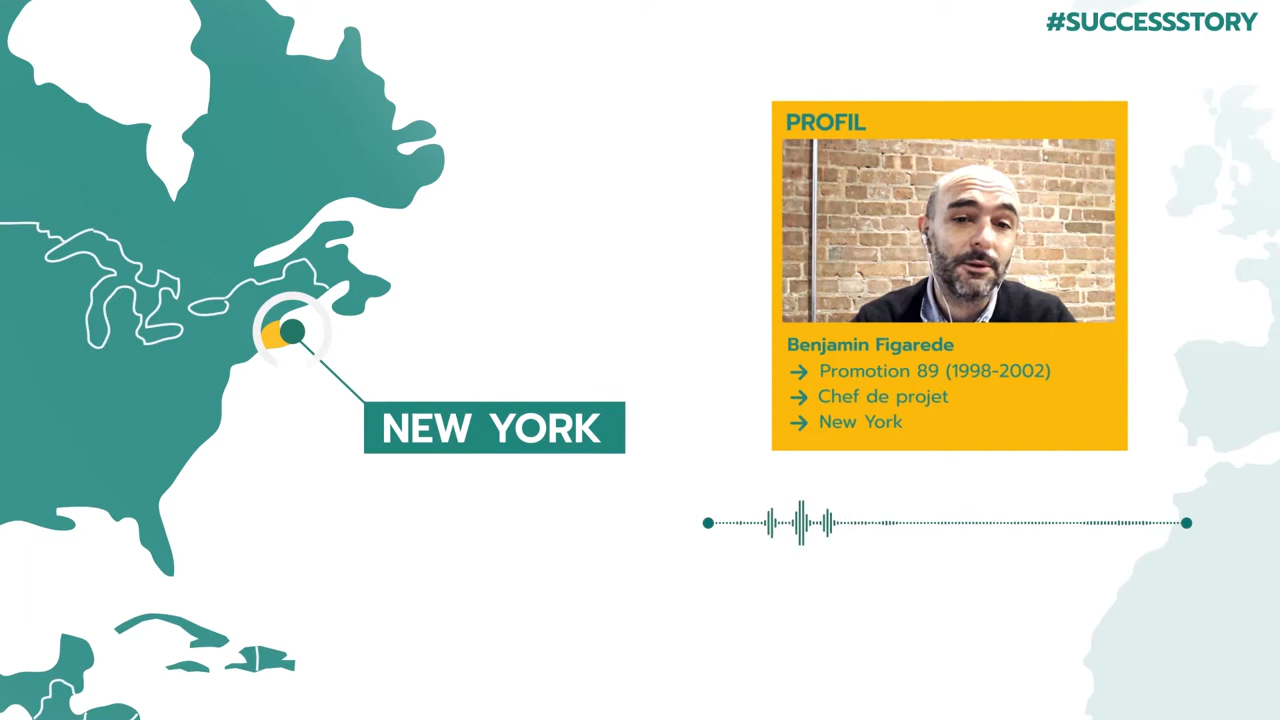 #SUCCESSSTORY
PROFIL
Benjamin Figarede
→ Promotion 89 (1998-2002)
→ Chef de projet
→ New York
NEW YORK